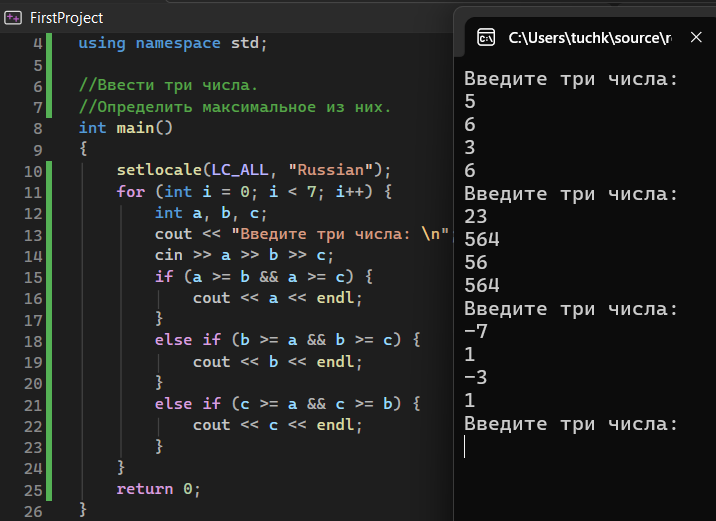 FirstProject
4 using namespace std;
5
6 //Ввести три числа.
7 //Определить максимальное из них.
8 int main()
9 {
10 setlocale(LC_ALL, "Russian");
11 for (int i = 0; i < 7; i++) {
12 int a, b, c;
13 cout << "Введите три числа: \n";
14 cin >> a >> b >> c;
15 if (a >= b && a >= c) {
16 cout << a << endl;
17 }
18 else if (b >= a && b >= c) {
19 cout << b << endl;
20 }
21 else if (c >= a && c >= b) {
22 cout << c << endl;
23 }
24 }
25 return 0;
26 }
C:\Users\tuchk\source\r
Введите три числа:
5
6
3
6
Введите три числа:
23
564
56
564
Введите три числа:
-7
1
-3
1
Введите три числа: